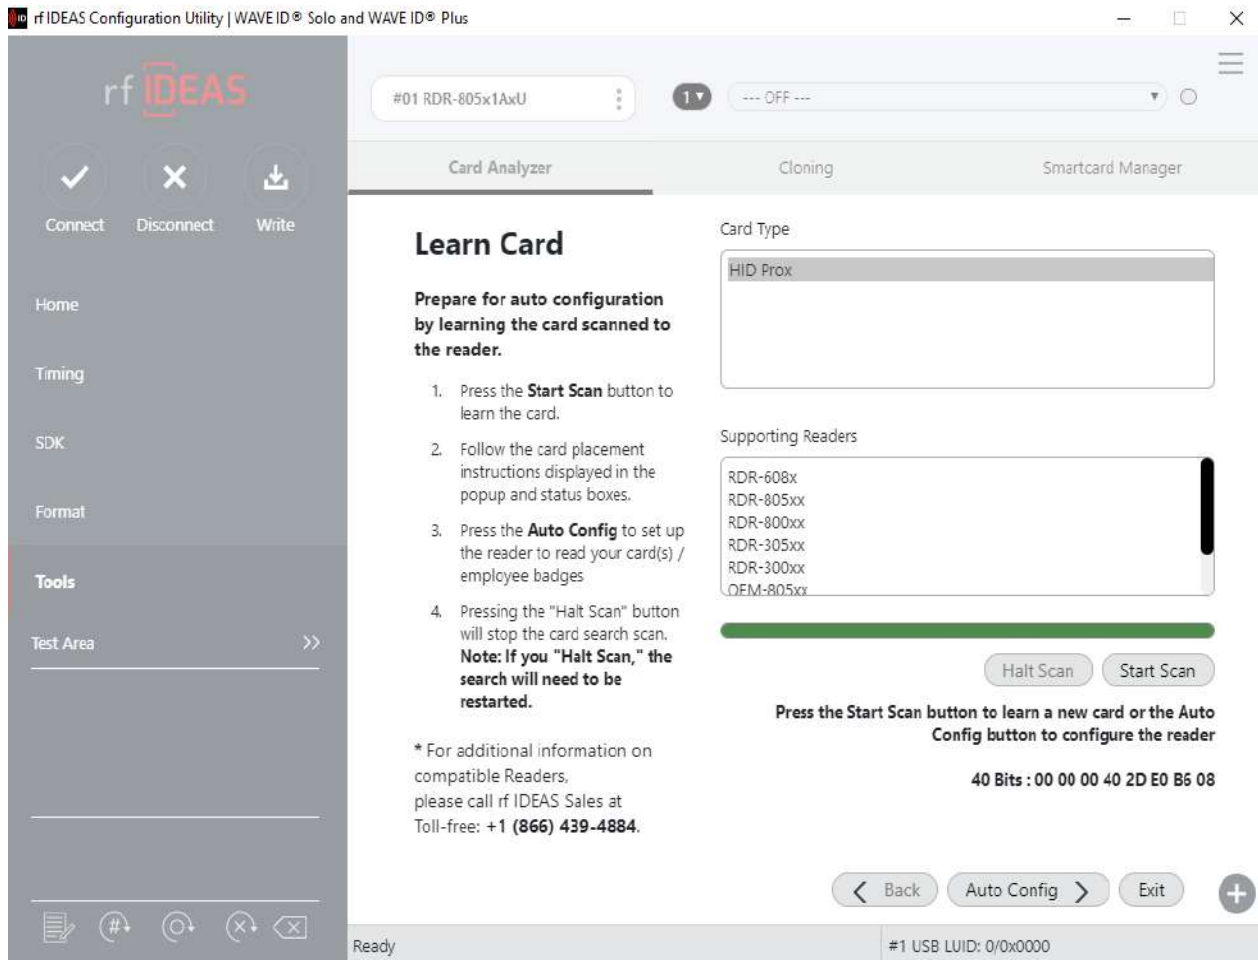 rf IDEAS Configuration Utility | WAVE ID® Solo and WAVE ID® Plus
rf IDEAS
#01 RDR-805x1AxU
1
--- OFF ---
Connect
Disconnect
Write
Home
Timing
SDK
Format
Tools
Test Area >>
Card Analyzer
Cloning
Smartcard Manager
Learn Card
Prepare for auto configuration
by learning the card scanned to
the reader.
1. Press the Start Scan button to
learn the card.
2. Follow the card placement
instructions displayed in the
popup and status boxes.
3. Press the Auto Config to set up
the reader to read your card(s) /
employee badges
4. Pressing the "Halt Scan" button
will stop the card search scan.
Note: If you "Halt Scan," the
search will need to be
restarted.
* For additional information on
compatible Readers,
please call rf IDEAS Sales at
Toll-free: +1 (866) 439-4884.
Card Type
HID Prox
Supporting Readers
RDR-608x
RDR-805xx
RDR-800xx
RDR-305xx
RDR-300xx
OEM-805xx
Halt Scan
Start Scan
Press the Start Scan button to learn a new card or the Auto
Config button to configure the reader
40 Bits : 00 00 00 40 2D E0 B6 08
Back
Auto Config
Exit
Ready
#1 USB LUID: 0/0x0000